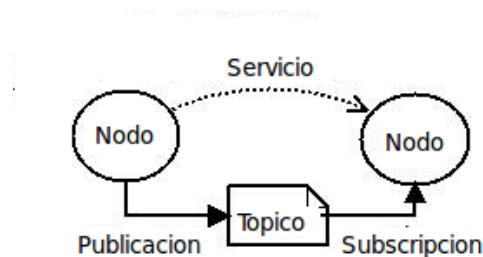 Servicio
Nodo
Nodo
Topico
Publicacion
Subscripcion